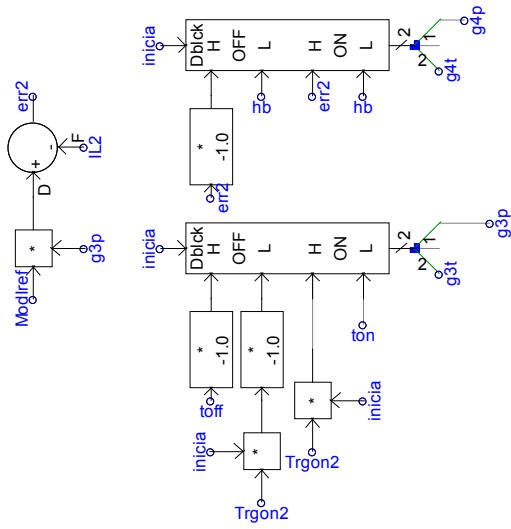 inicia
Dblck
H
OFF
L
H
ON
L
*
-1.0
err2
hb
err2
hb
2
1
2
g4p
g4t
err2
+
-
D
F
IL2
*
ModIref
g3p
inicia
Dblck
H
OFF
L
H
ON
L
*
-1.0
*
-1.0
toff
ton
*
inicia
Trgon2
*
inicia
Trgon2
2
1
2
g3p
g3t